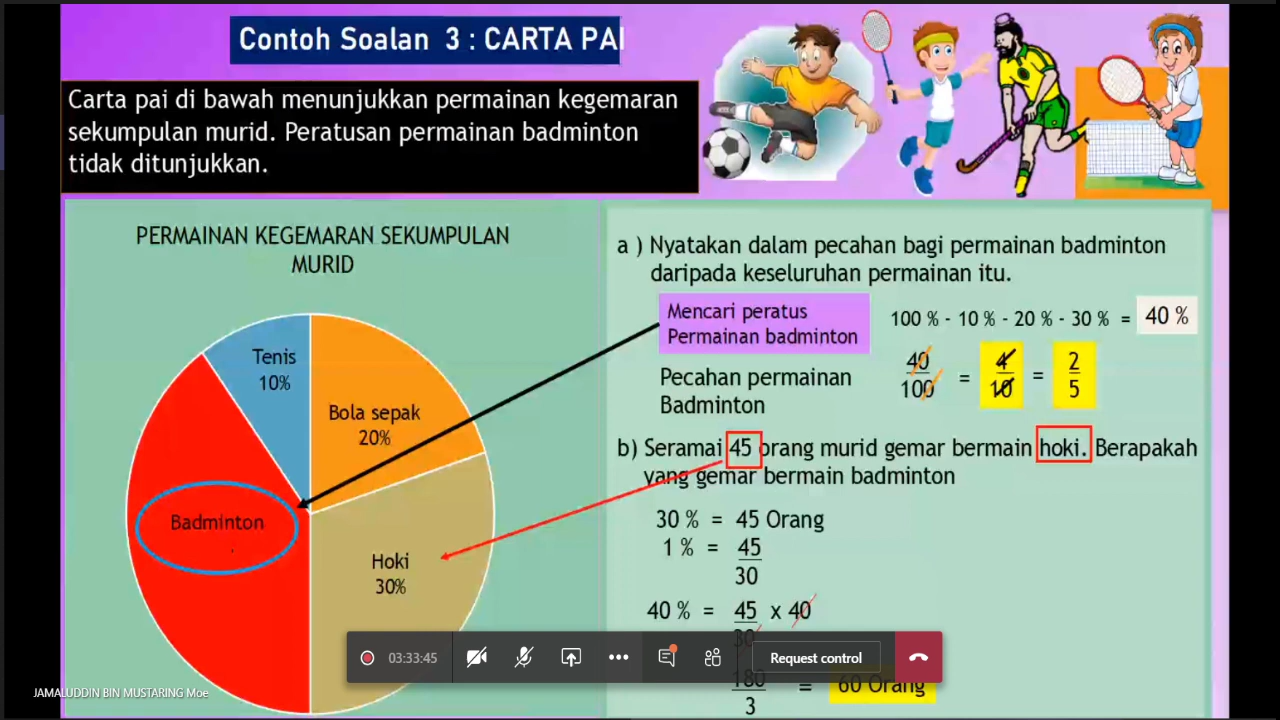 Contoh Soalan 3 : CARTA PAI
Carta pai di bawah menunjukkan permainan kegemaran
sekumpulan murid. Peratusan permainan badminton
tidak ditunjukkan.
PERMAINAN KEGEMARAN SEKUMPULAN
MURID
Tenis
10%
Bola sepak
20%
Badminton
Hoki
30%
a ) Nyatakan dalam pecahan bagi permainan badminton
daripada keseluruhan permainan itu.
Mencari peratus
Permainan badminton
100 % - 10 % - 20 % - 30 % = 40 %
Pecahan permainan
Badminton
40/100 = 4/10 = 2/5
b) Seramai 45 orang murid gemar bermain hoki. Berapakah
yang gemar bermain badminton
30 % = 45 Orang
1 % = 45/30
40 % = 45/30 x 40
180/3 = 60 Orang
03:33:45
Request control
JAMALUDDIN BIN MUSTARING Moe